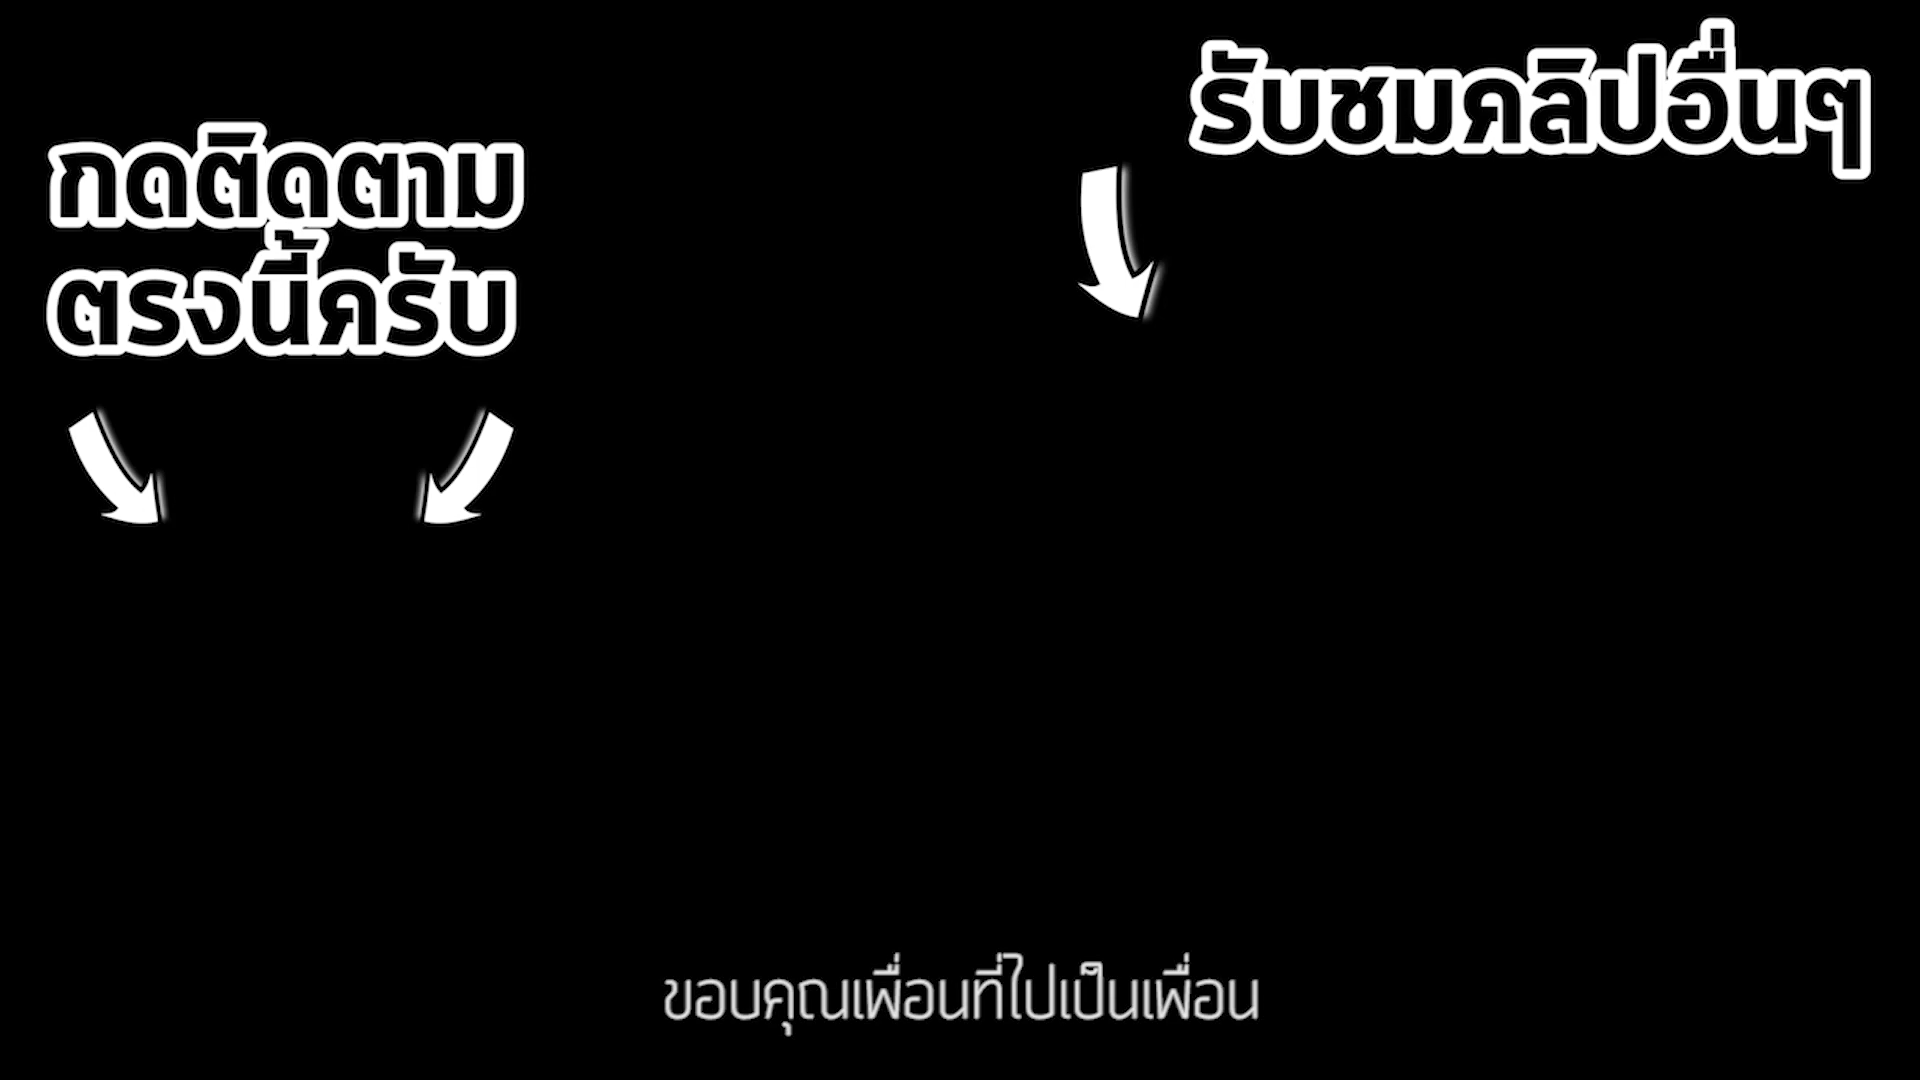 รับชมคลิปอื่นๆ
กดติดตาม
ตรงนี้ครับ
ขอบคุณเพื่อนที่ไปเป็นเพื่อน